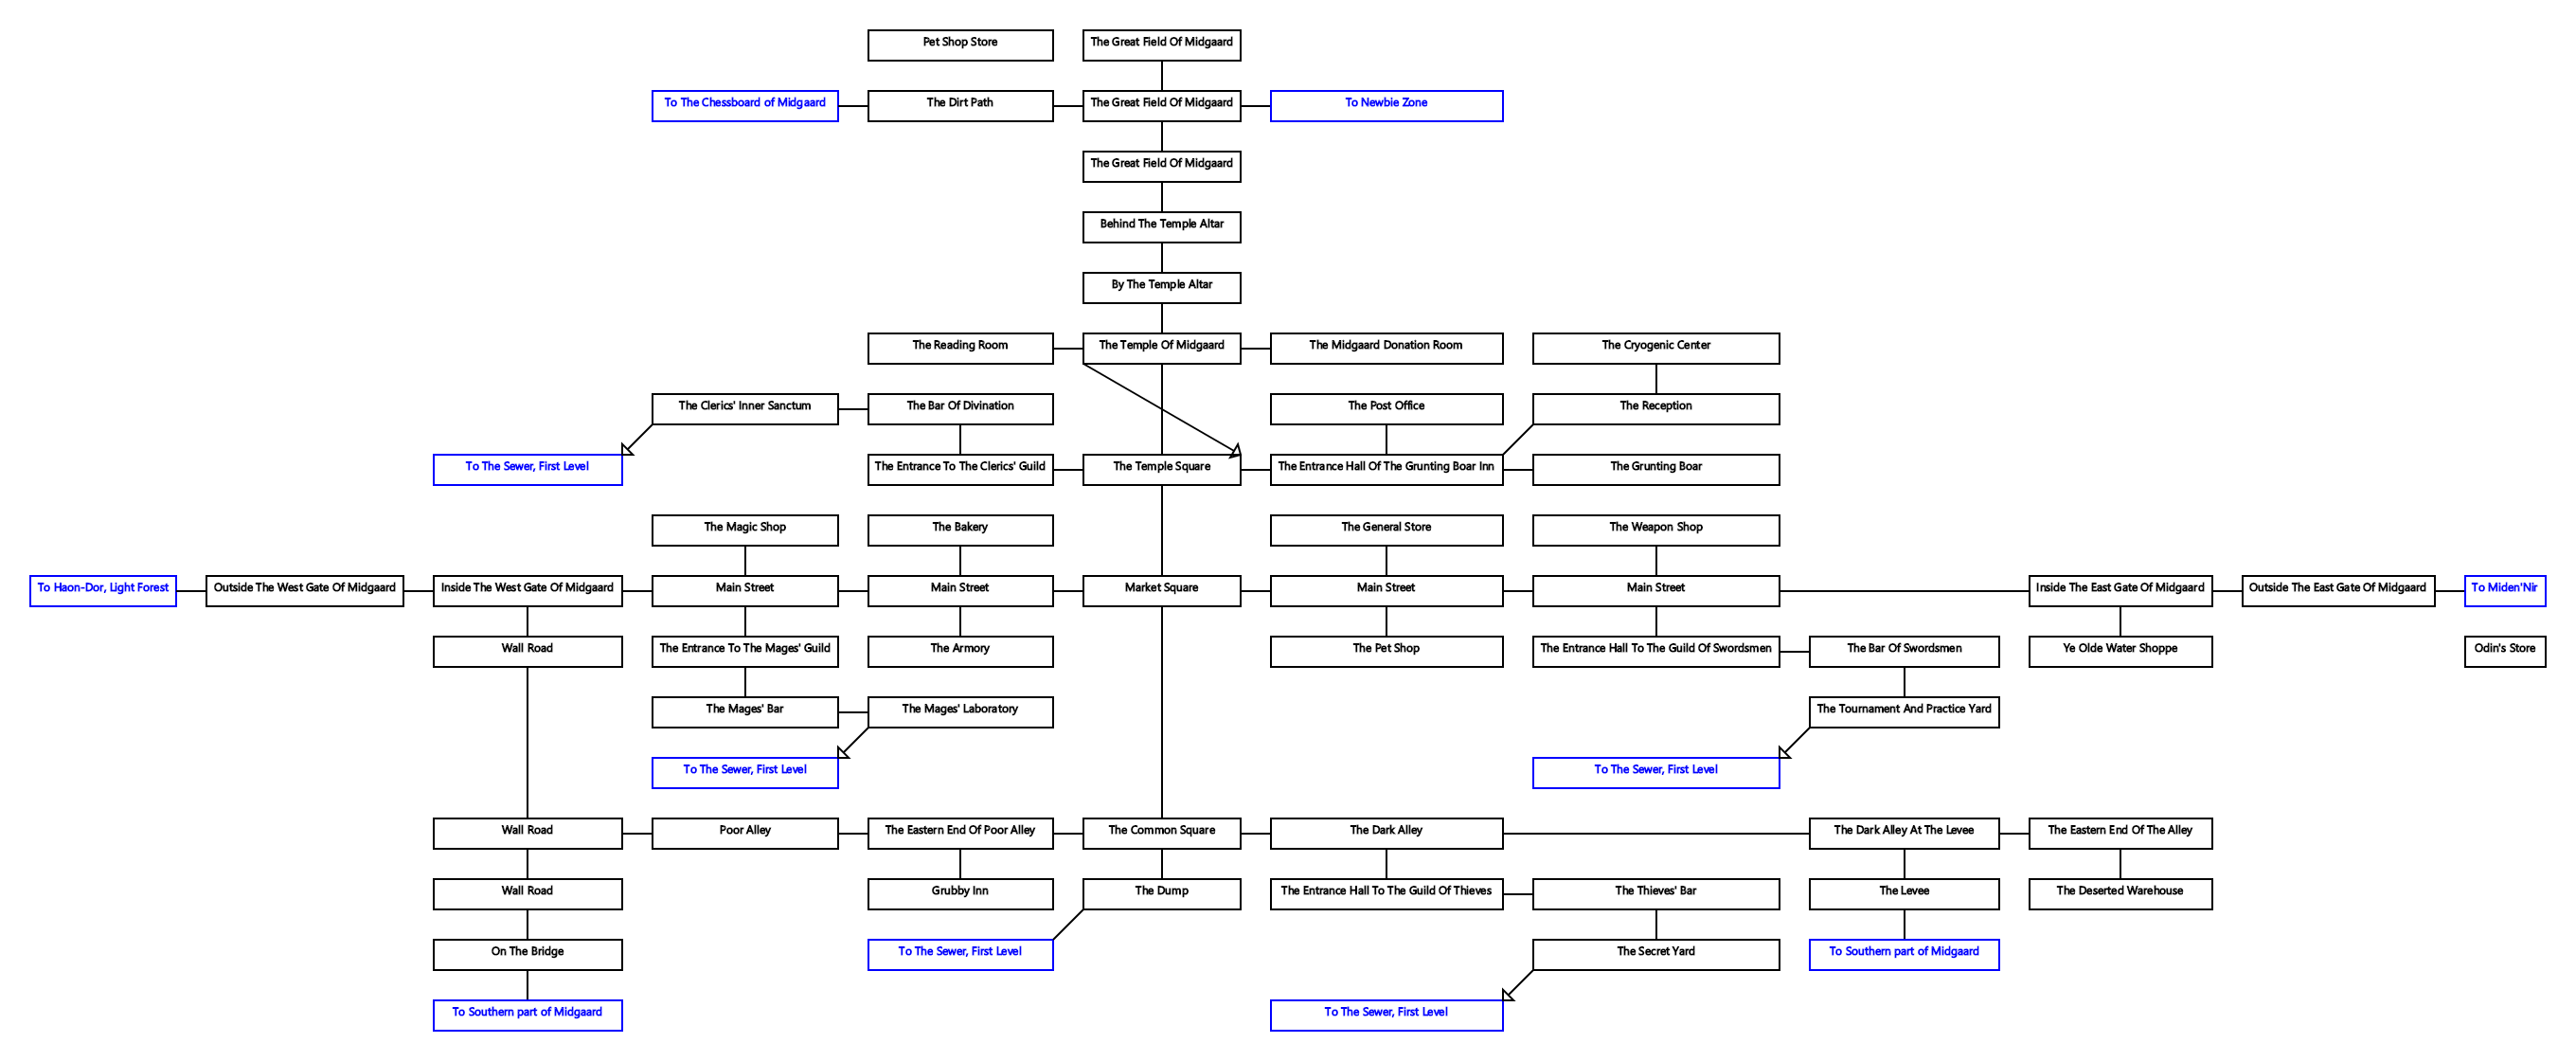 Pet Shop Store
The Great Field Of Midgaard
To The Chessboard of Midgaard
The Dirt Path
The Great Field Of Midgaard
To Newbie Zone
The Great Field Of Midgaard
Behind The Temple Altar
By The Temple Altar
The Reading Room
The Temple Of Midgaard
The Midgaard Donation Room
The Cryogenic Center
The Clerics' Inner Sanctum
The Bar Of Divination
The Post Office
The Reception
To The Sewer, First Level
The Entrance To The Clerics' Guild
The Temple Square
The Entrance Hall Of The Grunting Boar Inn
The Grunting Boar
The Magic Shop
The Bakery
The General Store
The Weapon Shop
To Haon-Dor, Light Forest
Outside The West Gate Of Midgaard
Inside The West Gate Of Midgaard
Main Street
Main Street
Market Square
Main Street
Main Street
Inside The East Gate Of Midgaard
Outside The East Gate Of Midgaard
To Miden'Nir
Wall Road
The Entrance To The Mages' Guild
The Armory
The Pet Shop
The Entrance Hall To The Guild Of Swordsmen
The Bar Of Swordsmen
Ye Olde Water Shoppe
Odin's Store
The Mages' Bar
The Mages' Laboratory
The Tournament And Practice Yard
To The Sewer, First Level
To The Sewer, First Level
Wall Road
Poor Alley
The Eastern End Of Poor Alley
The Common Square
The Dark Alley
The Dark Alley At The Levee
The Eastern End Of The Alley
Wall Road
Grubby Inn
The Dump
The Entrance Hall To The Guild Of Thieves
The Thieves' Bar
The Levee
The Deserted Warehouse
On The Bridge
To The Sewer, First Level
The Secret Yard
To Southern part of Midgaard
To Southern part of Midgaard
To The Sewer, First Level